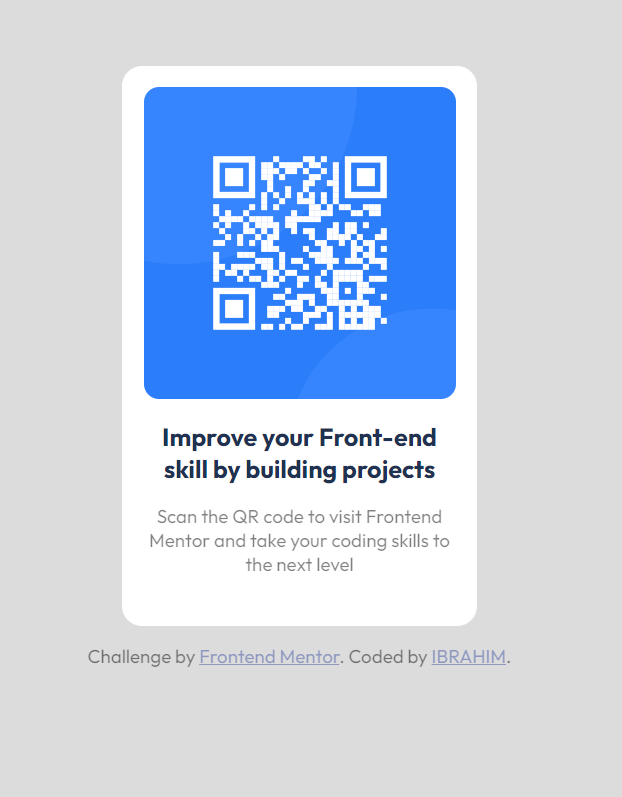 Improve your Front-end
skill by building projects
Scan the QR code to visit Frontend
Mentor and take your coding skills to
the next level
Challenge by Frontend Mentor. Coded by IBRAHIM.